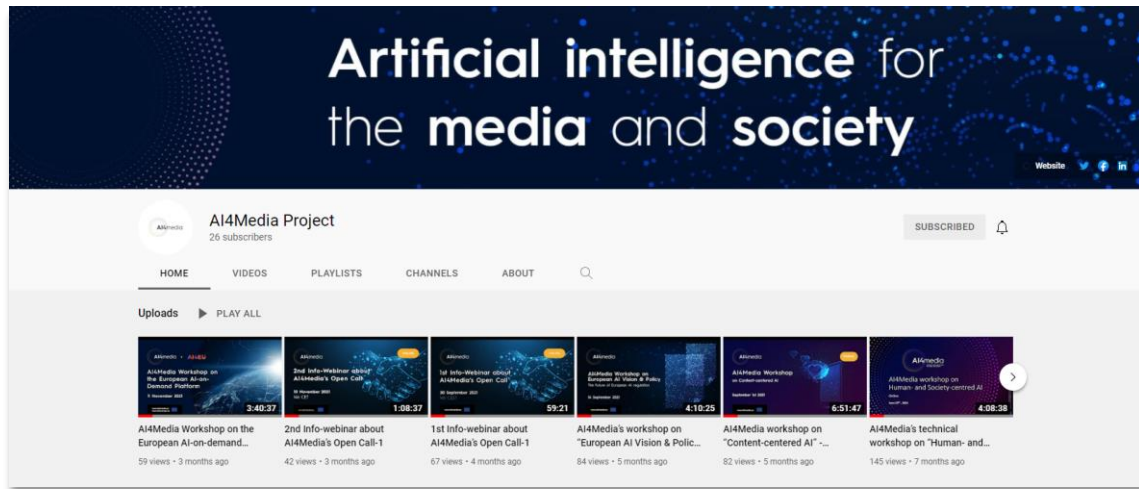 Artificial intelligence for
the media and society
Website
AI4media
AI4Media Project
26 subscribers
SUBSCRIBED
HOME VIDEOS PLAYLISTS CHANNELS ABOUT
Uploads PLAY ALL
AI4media
AI4Media Workshop on
the European AI-on-
Demand Platform
3:40:37
AI4media
2nd Info-Webinar about
AI4Media's Open Call
1:08:37
AI4media
1st Info-Webinar about
AI4Media's Open Call
59:21
AI4media
AI4Media Workshop on
European AI Vision & Policy
4:10:25
AI4media
AI4Media Workshop
on Content-centered AI
6:51:47
AI4media
AI4Media workshop on
Human- and Society-centred AI
4:08:38
AI4Media Workshop on the
European AI-on-demand...
59 views • 3 months ago
2nd Info-webinar about
AI4Media's Open Call-1
42 views • 3 months ago
1st Info-webinar about
AI4Media's Open Call-1
67 views • 4 months ago
AI4Media's workshop on
"European AI Vision & Polic...
84 views • 5 months ago
AI4Media workshop on
"Content-centered AI" -...
82 views • 5 months ago
AI4Media's technical
workshop on "Human- and...
145 views • 7 months ago